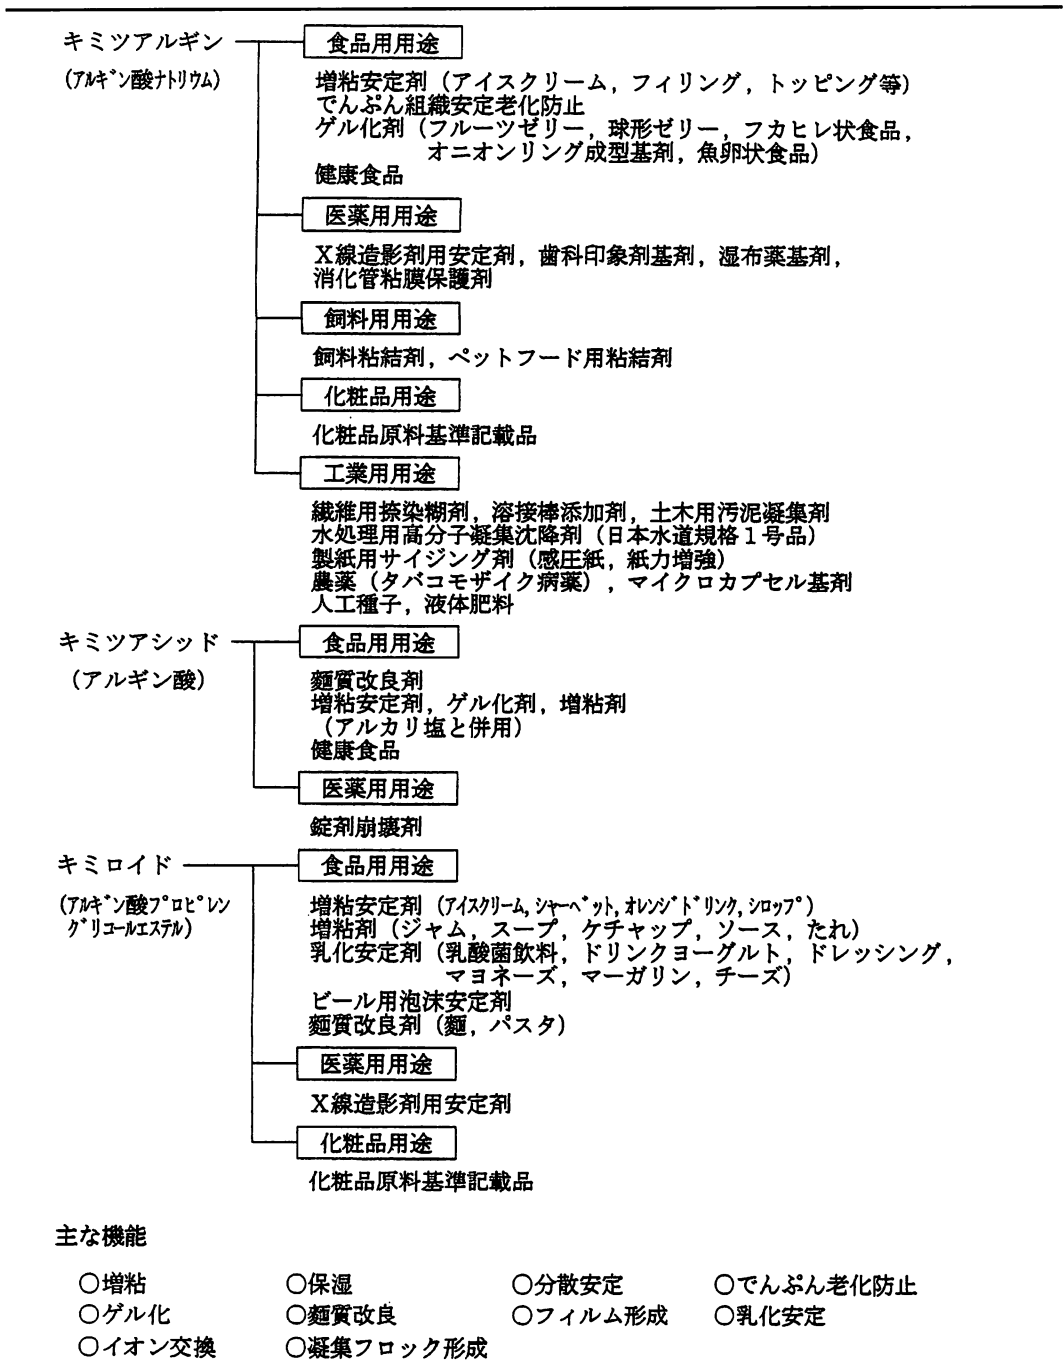 キミツアルギン
(ｱﾙｷﾞﾝ酸ﾅﾄﾘｳﾑ)
食品用用途
増粘安定剤（アイスクリーム，フィリング，トッピング等）
でんぷん組織安定老化防止
ゲル化剤（フルーツゼリー，球形ゼリー，フカヒレ状食品，
オニオンリング成型基剤，魚卵状食品）
健康食品
医薬用用途
Ｘ線造影剤用安定剤，歯科印象剤基剤，湿布薬基剤，
消化管粘膜保護剤
飼料用用途
飼料粘結剤，ペットフード用粘結剤
化粧品用途
化粧品原料基準記載品
工業用用途
繊維用捺染糊剤，溶接棒添加剤，土木用汚泥凝集剤
水処理用高分子凝集沈降剤（日本水道規格１号品）
製紙用サイジング剤（感圧紙，紙力増強）
農薬（タバコモザイク病薬），マイクロカプセル基剤
人工種子，液体肥料
キミツアシッド
（アルギン酸）
食品用用途
麵質改良剤
増粘安定剤，ゲル化剤，増粘剤
（アルカリ塩と併用）
健康食品
医薬用用途
錠剤崩壊剤
キミロイド
(ｱﾙｷﾞﾝ酸ﾌﾟﾛﾋﾟﾚﾝ
ｸﾞﾘｺｰﾙｴｽﾃﾙ)
食品用用途
増粘安定剤（ｱｲｽｸﾘｰﾑ,ｼｬｰﾍﾞｯﾄ,ｵﾚﾝｼﾞﾄﾞﾘﾝｸ,ｼﾛｯﾌﾟ）
増粘剤（ジャム，スープ，ケチャップ，ソース，たれ）
乳化安定剤（乳酸菌飲料，ドリンクヨーグルト，ドレッシング，
マヨネーズ，マーガリン，チーズ）
ビール用泡沫安定剤
麵質改良剤（麵，パスタ）
医薬用用途
Ｘ線造影剤用安定剤
化粧品用途
化粧品原料基準記載品
主な機能
○増粘 ○保湿 ○分散安定 ○でんぷん老化防止
○ゲル化 ○麵質改良 ○フィルム形成 ○乳化安定
○イオン交換 ○凝集フロック形成